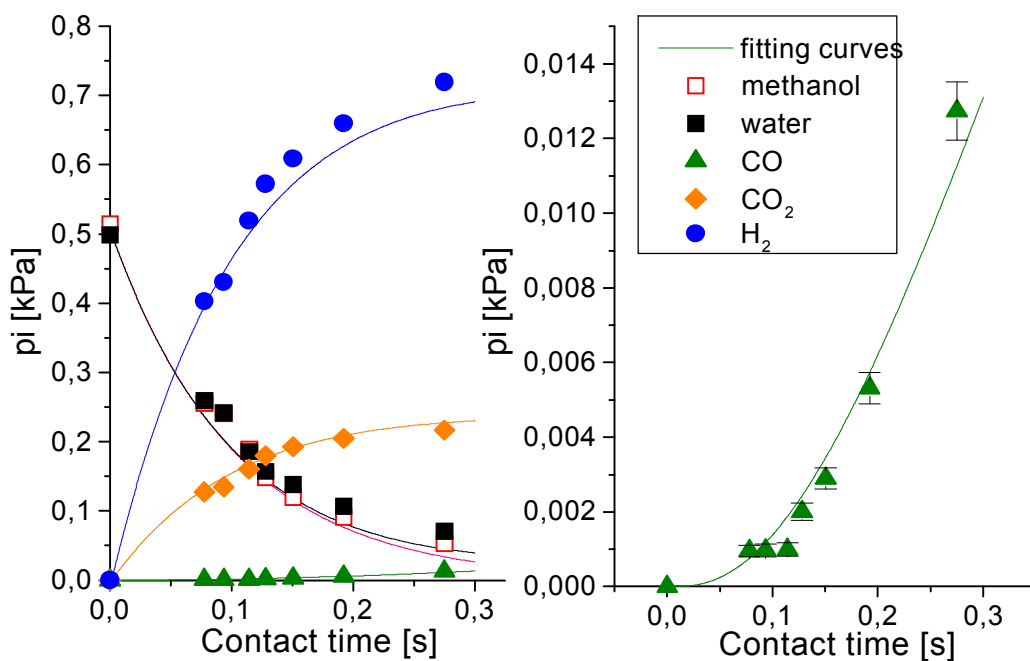 0,8
0,7
0,6
0,5
0,4
0,3
0,2
0,1
0,0
pi [kPa]
0,0 0,1 0,2 0,3
Contact time [s]
0,014
0,012
0,010
0,008
0,006
0,004
0,002
0,000
pi [kPa]
0,0 0,1 0,2 0,3
Contact time [s]
fitting curves
methanol
water
CO
CO₂
H₂